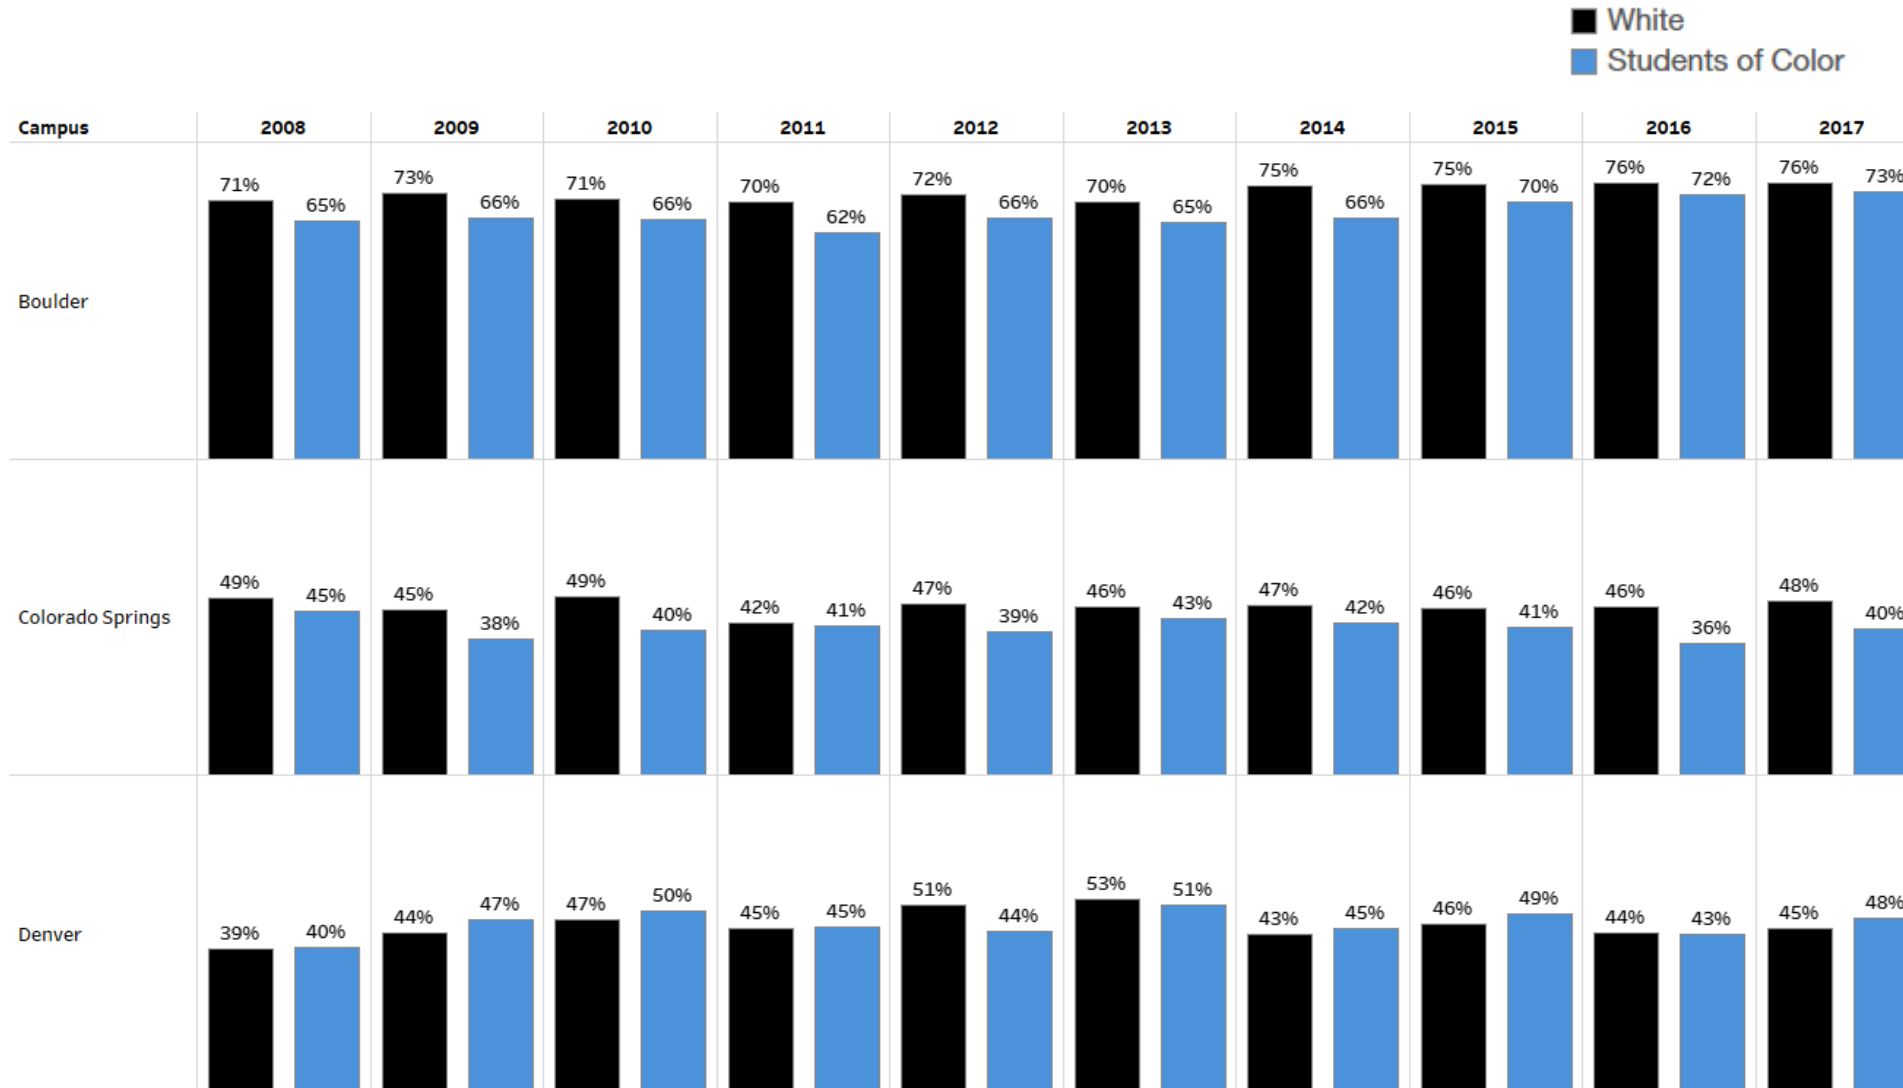 White
Students of Color
Campus 2008 2009 2010 2011 2012 2013 2014 2015 2016 2017
Boulder 71% 65% 73% 66% 71% 66% 70% 62% 72% 66% 70% 65% 75% 66% 75% 70% 76% 72% 76% 73%
Colorado Springs 49% 45% 45% 38% 49% 40% 42% 41% 47% 39% 46% 43% 47% 42% 46% 41% 46% 36% 48% 40%
Denver 39% 40% 44% 47% 47% 50% 45% 45% 51% 44% 53% 51% 43% 45% 46% 49% 44% 43% 45% 48%